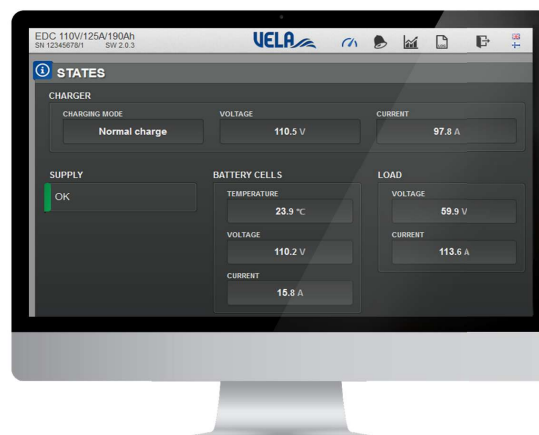 EDC 110V/125A/190Ah
SN 12345678/1 SW 2.0.3
VELA
STATES
CHARGER
CHARGING MODE
Normal charge
VOLTAGE
110.5 V
CURRENT
97.8 A
SUPPLY
OK
BATTERY CELLS
TEMPERATURE
23.9 °C
VOLTAGE
110.2 V
CURRENT
15.8 A
LOAD
VOLTAGE
59.9 V
CURRENT
113.6 A